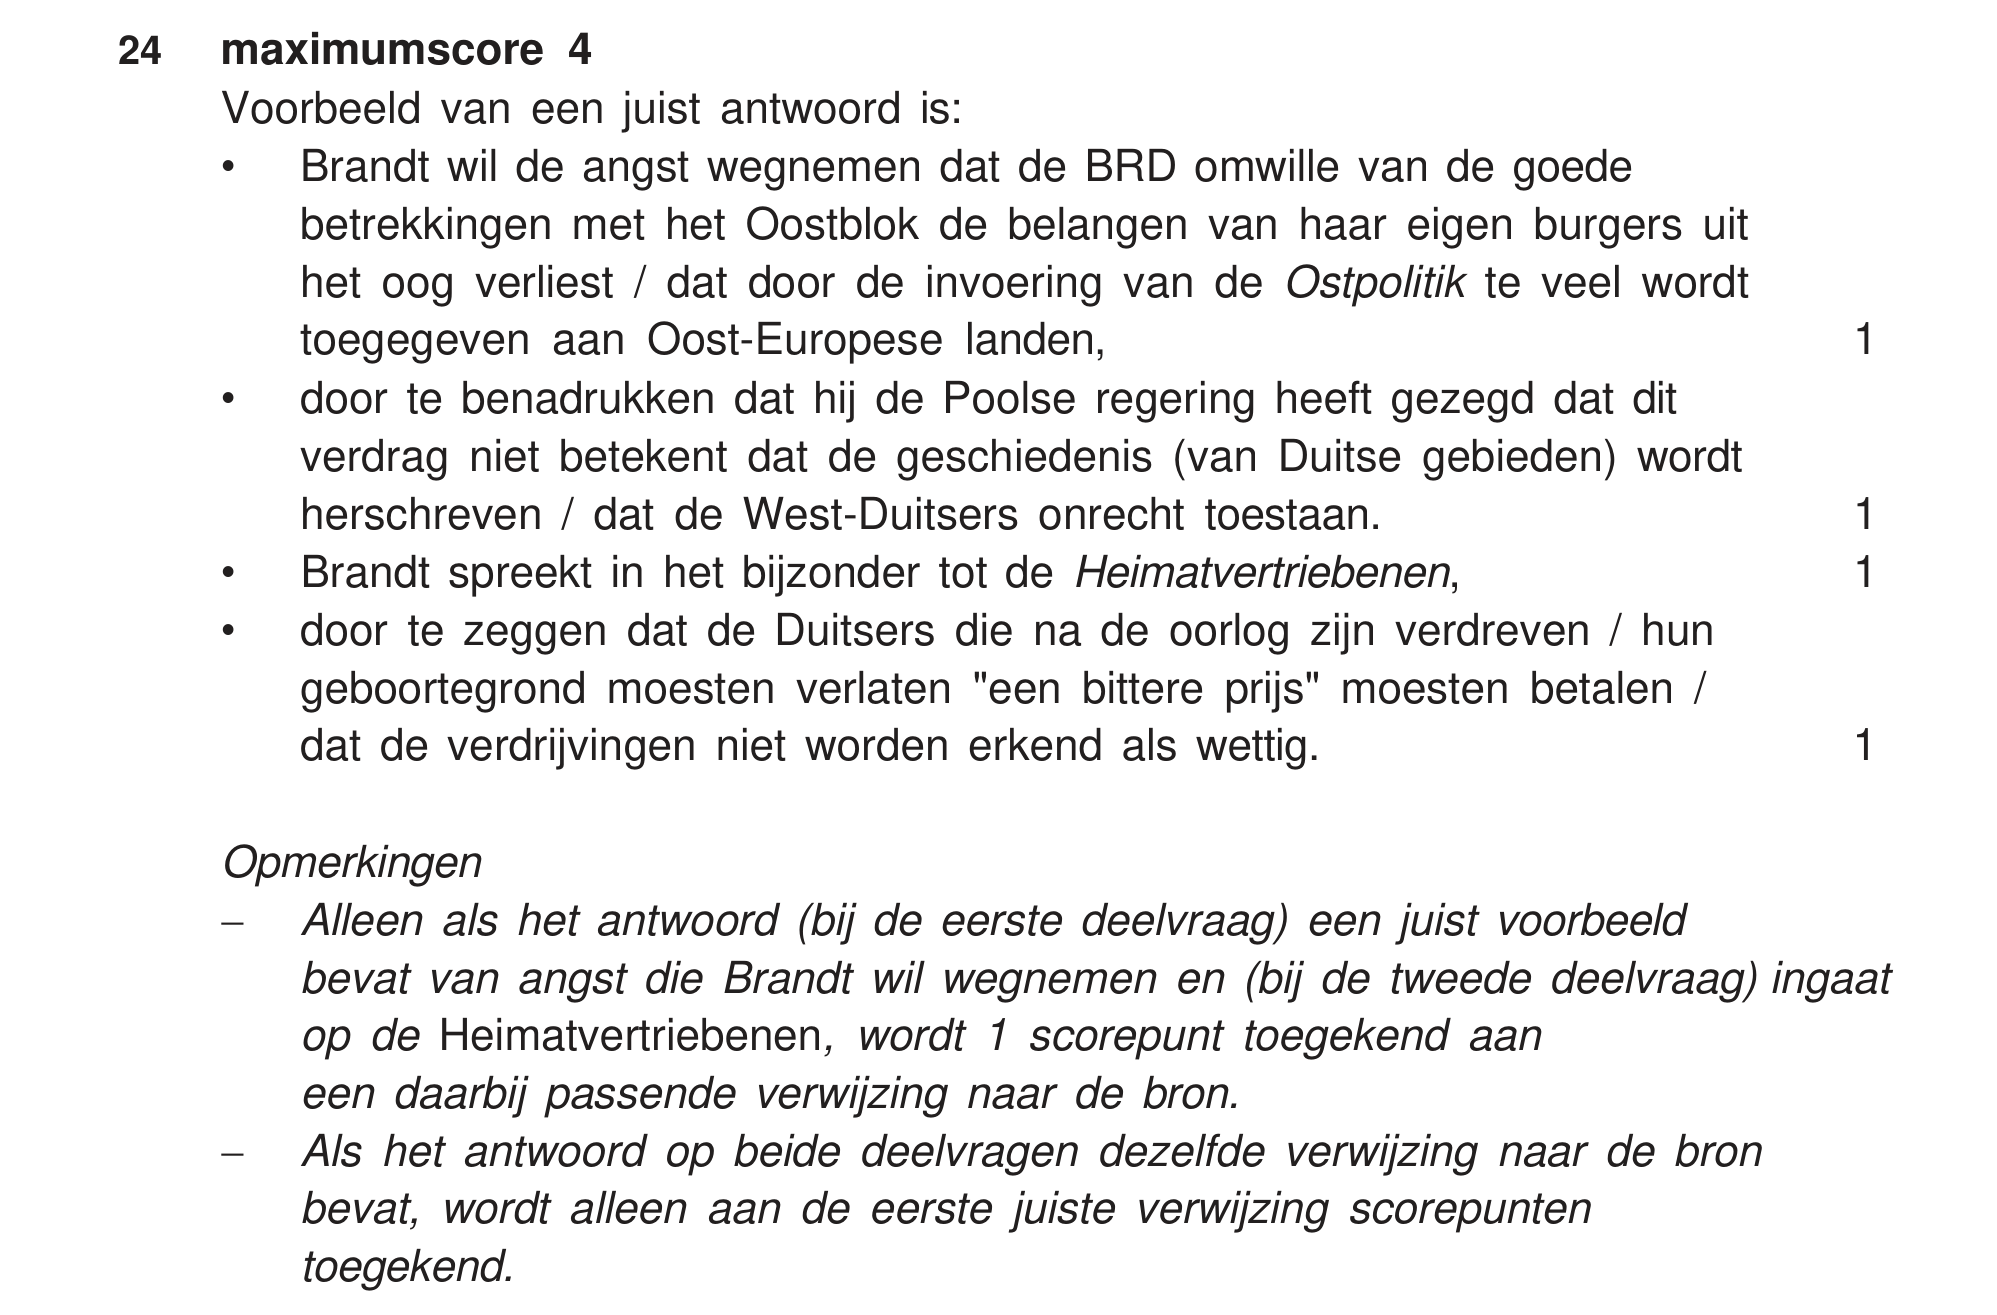 24 maximumscore 4
Voorbeeld van een juist antwoord is:
• Brandt wil de angst wegnemen dat de BRD omwille van de goede
betrekkingen met het Oostblok de belangen van haar eigen burgers uit
het oog verliest / dat door de invoering van de Ostpolitik te veel wordt
toegegeven aan Oost-Europese landen, 1
• door te benadrukken dat hij de Poolse regering heeft gezegd dat dit
verdrag niet betekent dat de geschiedenis (van Duitse gebieden) wordt
herschreven / dat de West-Duitsers onrecht toestaan. 1
• Brandt spreekt in het bijzonder tot de Heimatvertriebenen, 1
• door te zeggen dat de Duitsers die na de oorlog zijn verdreven / hun
geboortegrond moesten verlaten "een bittere prijs" moesten betalen /
dat de verdrijvingen niet worden erkend als wettig. 1
Opmerkingen
– Alleen als het antwoord (bij de eerste deelvraag) een juist voorbeeld
bevat van angst die Brandt wil wegnemen en (bij de tweede deelvraag) ingaat
op de Heimatvertriebenen, wordt 1 scorepunt toegekend aan
een daarbij passende verwijzing naar de bron.
– Als het antwoord op beide deelvragen dezelfde verwijzing naar de bron
bevat, wordt alleen aan de eerste juiste verwijzing scorepunten
toegekend.